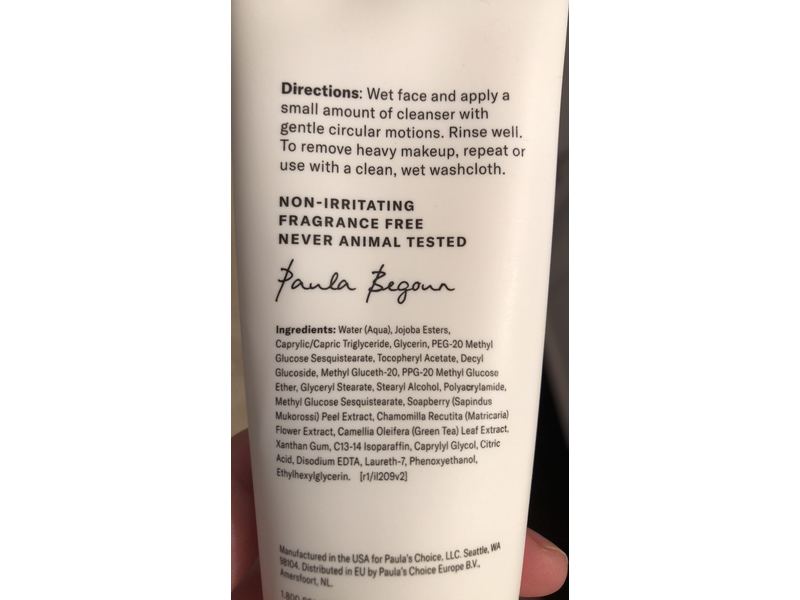 Directions: Wet face and apply a
small amount of cleanser with
gentle circular motions. Rinse well.
To remove heavy makeup, repeat or
use with a clean, wet washcloth.
NON-IRRITATING
FRAGRANCE FREE
NEVER ANIMAL TESTED
Paula Begoun
Ingredients: Water (Aqua), Jojoba Esters,
Caprylic/Capric Triglyceride, Glycerin, PEG-20 Methyl
Glucose Sesquistearate, Tocopheryl Acetate, Decyl
Glucoside, Methyl Gluceth-20, PPG-20 Methyl Glucose
Ether, Glyceryl Stearate, Stearyl Alcohol, Polyacrylamide,
Methyl Glucose Sesquistearate, Soapberry (Sapindus
Mukorossi) Peel Extract, Chamomilla Recutita (Matricaria)
Flower Extract, Camellia Oleifera (Green Tea) Leaf Extract,
Xanthan Gum, C13-14 Isoparaffin, Caprylyl Glycol, Citric
Acid, Disodium EDTA, Laureth-7, Phenoxyethanol,
Ethylhexylglycerin. [r1/il209v2]
Manufactured in the USA for Paula's Choice, LLC. Seattle, WA
98104. Distributed in EU by Paula's Choice Europe B.V.,
Amersfoort, NL.